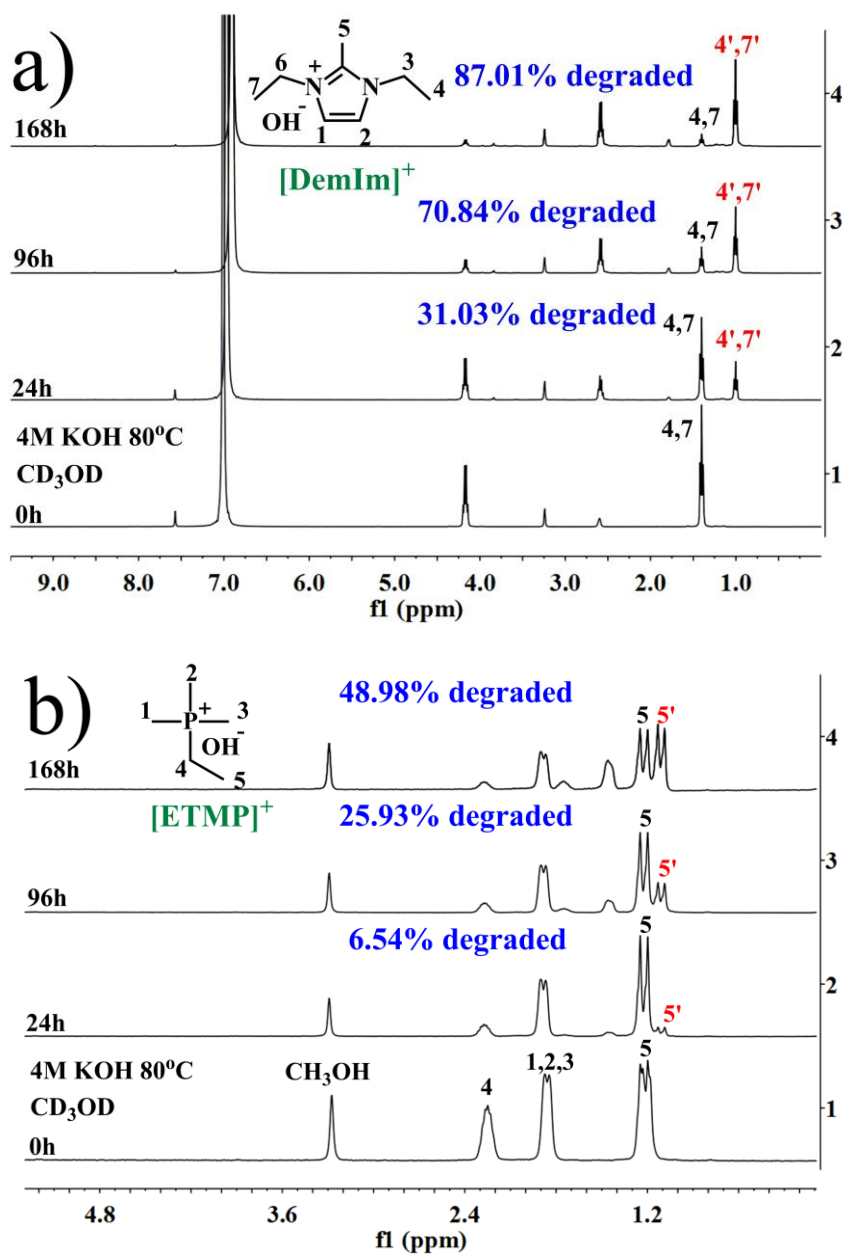 a)
5
6
3
7
N
+
N
4
OH-
1
2
[DemIm]+
87.01% degraded
4',7'
4,7
168h
4
70.84% degraded
4',7'
4,7
96h
3
31.03% degraded
4,7
4',7'
24h
2
4M KOH 80°C
CD3OD
0h
4,7
1
9.0 8.0 7.0 6.0 5.0 4.0 3.0 2.0 1.0
f1 (ppm)
b)
2
1
P+
3
OH-
4
5
[ETMP]+
48.98% degraded
5 5'
168h
4
25.93% degraded
5
5'
96h
3
6.54% degraded
5
5'
24h
2
4M KOH 80°C
CD3OD
0h
CH3OH
4
1,2,3
5
1
4.8 3.6 2.4 1.2
f1 (ppm)